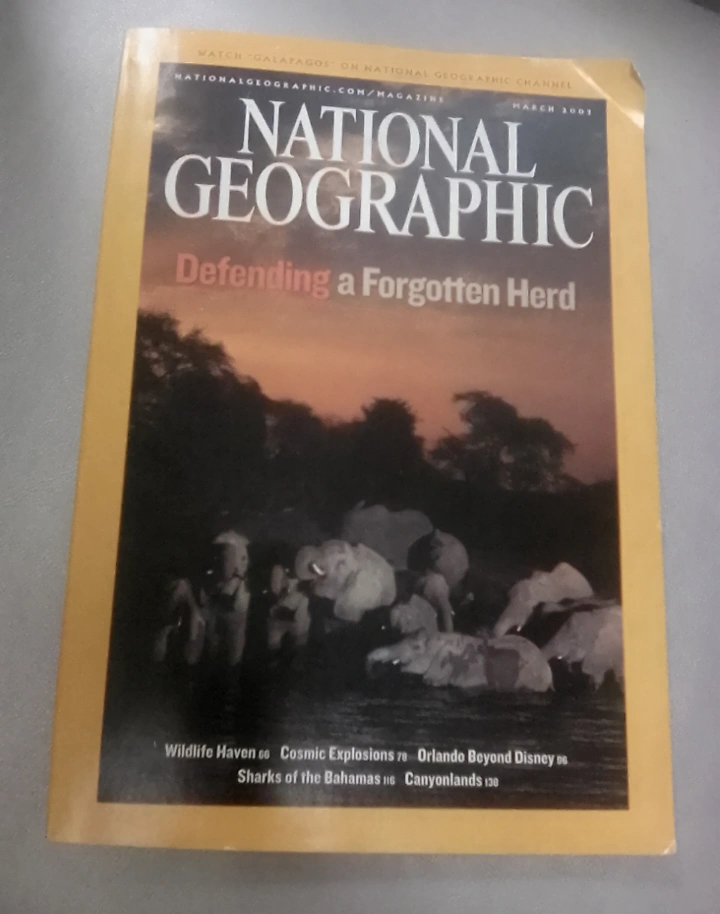 WATCH "GALÁPAGOS" ON NATIONAL GEOGRAPHIC CHANNEL
NATIONALGEOGRAPHIC.COM/MAGAZINE MARCH 2007
NATIONAL
GEOGRAPHIC
Defending a Forgotten Herd
Wildlife Haven 66 Cosmic Explosions 78 Orlando Beyond Disney 96
Sharks of the Bahamas 116 Canyonlands 130